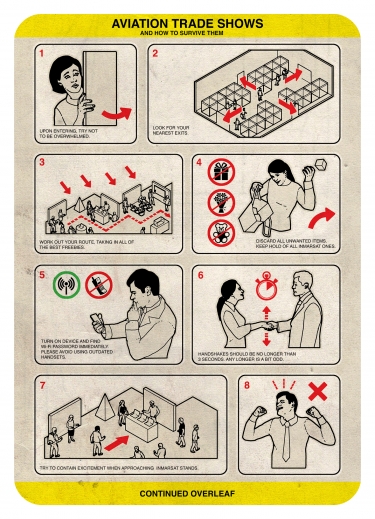 AVIATION TRADE SHOWS
AND HOW TO SURVIVE THEM
1
UPON ENTERING, TRY NOT
TO BE OVERWHELMED.
2
LOOK FOR YOUR
NEAREST EXITS.
3
WORK OUT YOUR ROUTE, TAKING IN ALL OF
THE BEST FREEBIES.
4
DISCARD ALL UNWANTED ITEMS.
KEEP HOLD OF ALL INMARSAT ONES.
5
TURN ON DEVICE AND FIND
Wi-Fi PASSWORD IMMEDIATELY.
PLEASE AVOID USING OUTDATED
HANDSETS.
6
HANDSHAKES SHOULD BE NO LONGER THAN
3 SECONDS, ANY LONGER IS A BIT ODD.
7
TRY TO CONTAIN EXCITEMENT WHEN APPROACHING INMARSAT STANDS.
8
CONTINUED OVERLEAF